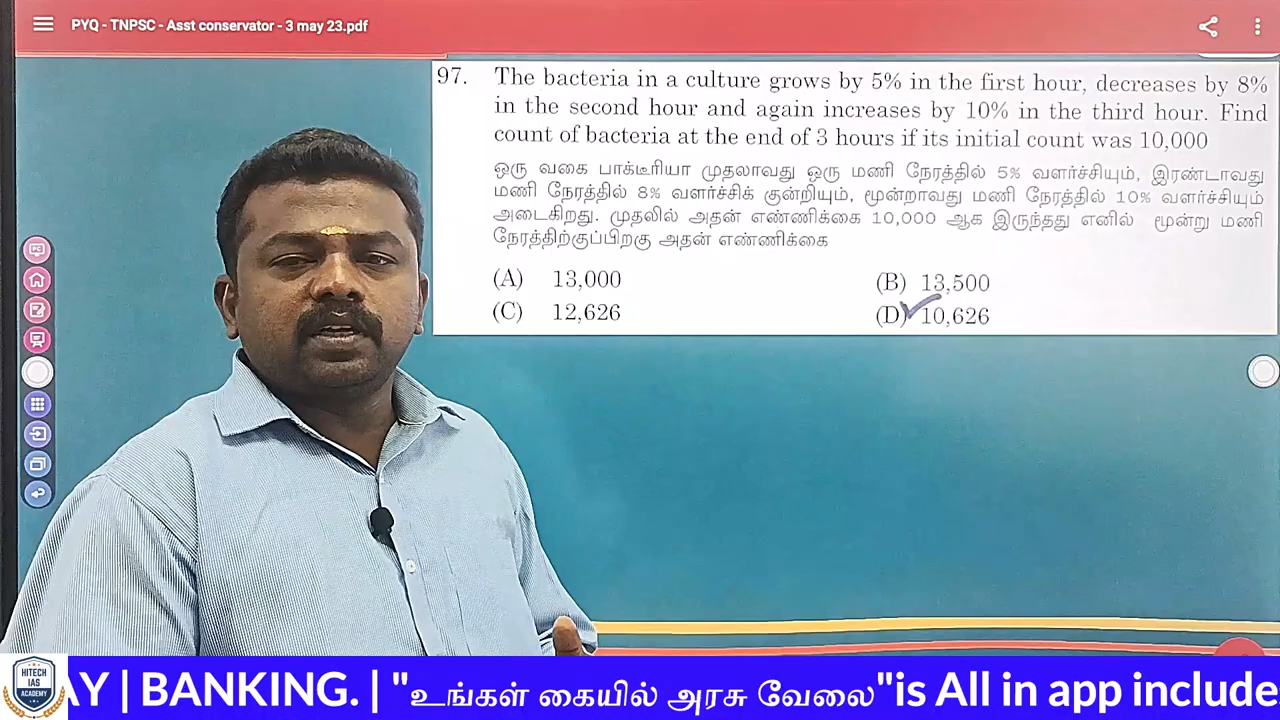 PYQ - TNPSC - Asst conservator - 3 may 23.pdf
97. The bacteria in a culture grows by 5% in the first hour, decreases by 8%
in the second hour and again increases by 10% in the third hour. Find
count of bacteria at the end of 3 hours if its initial count was 10,000
ஒரு வகை பாக்டீரியா முதலாவது ஒரு மணி நேரத்தில் 5% வளர்ச்சியும், இரண்டாவது
மணி நேரத்தில் 8% வளர்ச்சிக் குன்றியும், மூன்றாவது மணி நேரத்தில் 10% வளர்ச்சியும்
அடைகிறது. முதலில் அதன் எண்ணிக்கை 10,000 ஆக இருந்தது எனில் மூன்று மணி
நேரத்திற்குப்பிறகு அதன் எண்ணிக்கை
(A) 13,000 (B) 13,500
(C) 12,626 (D) 10,626
HITECH
IAS
ACADEMY
AY | BANKING. | "உங்கள் கையில் அரசு வேலை"is All in app include